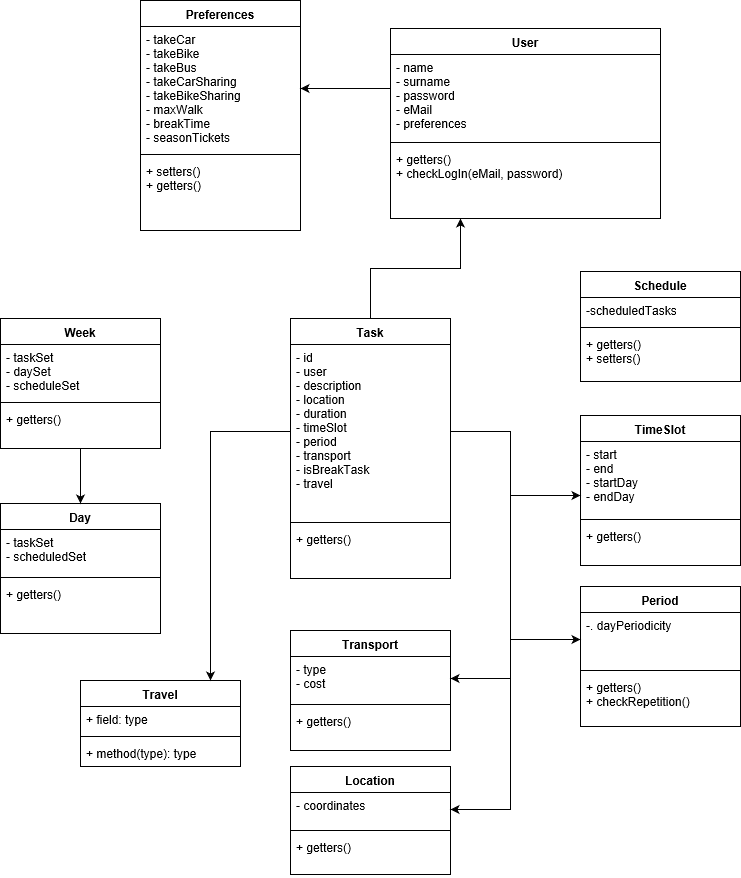 Preferences
- takeCar
- takeBike
- takeBus
- takeCarSharing
- takeBikeSharing
- maxWalk
- breakTime
- seasonTickets
+ setters()
+ getters()
User
- name
- surname
- password
- eMail
- preferences
+ getters()
+ checkLogIn(eMail, password)
Schedule
-scheduledTasks
+ getters()
+ setters()
Week
- taskSet
- daySet
- scheduleSet
+ getters()
Task
- id
- user
- description
- location
- duration
- timeSlot
- period
- transport
- isBreakTask
- travel
+ getters()
TimeSlot
- start
- end
- startDay
- endDay
+ getters()
Day
- taskSet
- scheduledSet
+ getters()
Period
-. dayPeriodicity
+ getters()
+ checkRepetition()
Transport
- type
- cost
+ getters()
Travel
+ field: type
+ method(type): type
Location
- coordinates
+ getters()